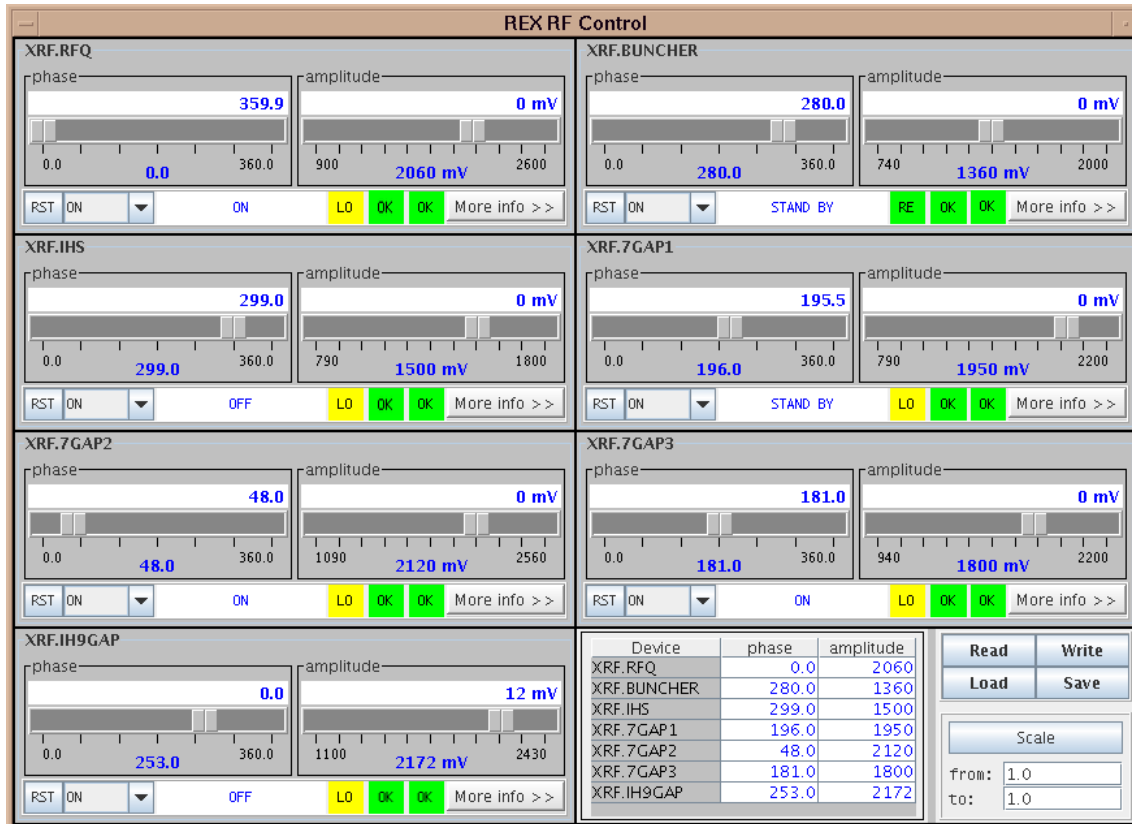 REX RF Control
XRF.RFQ
phase
amplitude
359.9
0 mV
0.0
360.0
900
2600
0.0
2060 mV
RST ON ON LO OK OK More info >>
XRF.BUNCHER
phase
amplitude
280.0
0 mV
0.0
360.0
740
2000
280.0
1360 mV
RST ON STAND BY RE OK OK More info >>
XRF.IHS
phase
amplitude
299.0
0 mV
0.0
360.0
790
1800
299.0
1500 mV
RST ON OFF LO OK OK More info >>
XRF.7GAP1
phase
amplitude
195.5
0 mV
0.0
360.0
790
2200
196.0
1950 mV
RST ON STAND BY LO OK OK More info >>
XRF.7GAP2
phase
amplitude
48.0
0 mV
0.0
360.0
1090
2560
48.0
2120 mV
RST ON ON LO OK OK More info >>
XRF.7GAP3
phase
amplitude
181.0
0 mV
0.0
360.0
940
2200
181.0
1800 mV
RST ON ON LO OK OK More info >>
XRF.IH9GAP
phase
amplitude
0.0
12 mV
0.0
360.0
1100
2430
253.0
2172 mV
RST ON OFF LO OK OK More info >>
Device phase amplitude
XRF.RFQ 0.0 2060
XRF.BUNCHER 280.0 1360
XRF.IHS 299.0 1500
XRF.7GAP1 196.0 1950
XRF.7GAP2 48.0 2120
XRF.7GAP3 181.0 1800
XRF.IH9GAP 253.0 2172
Read Write
Load Save
Scale
from: 1.0
to: 1.0